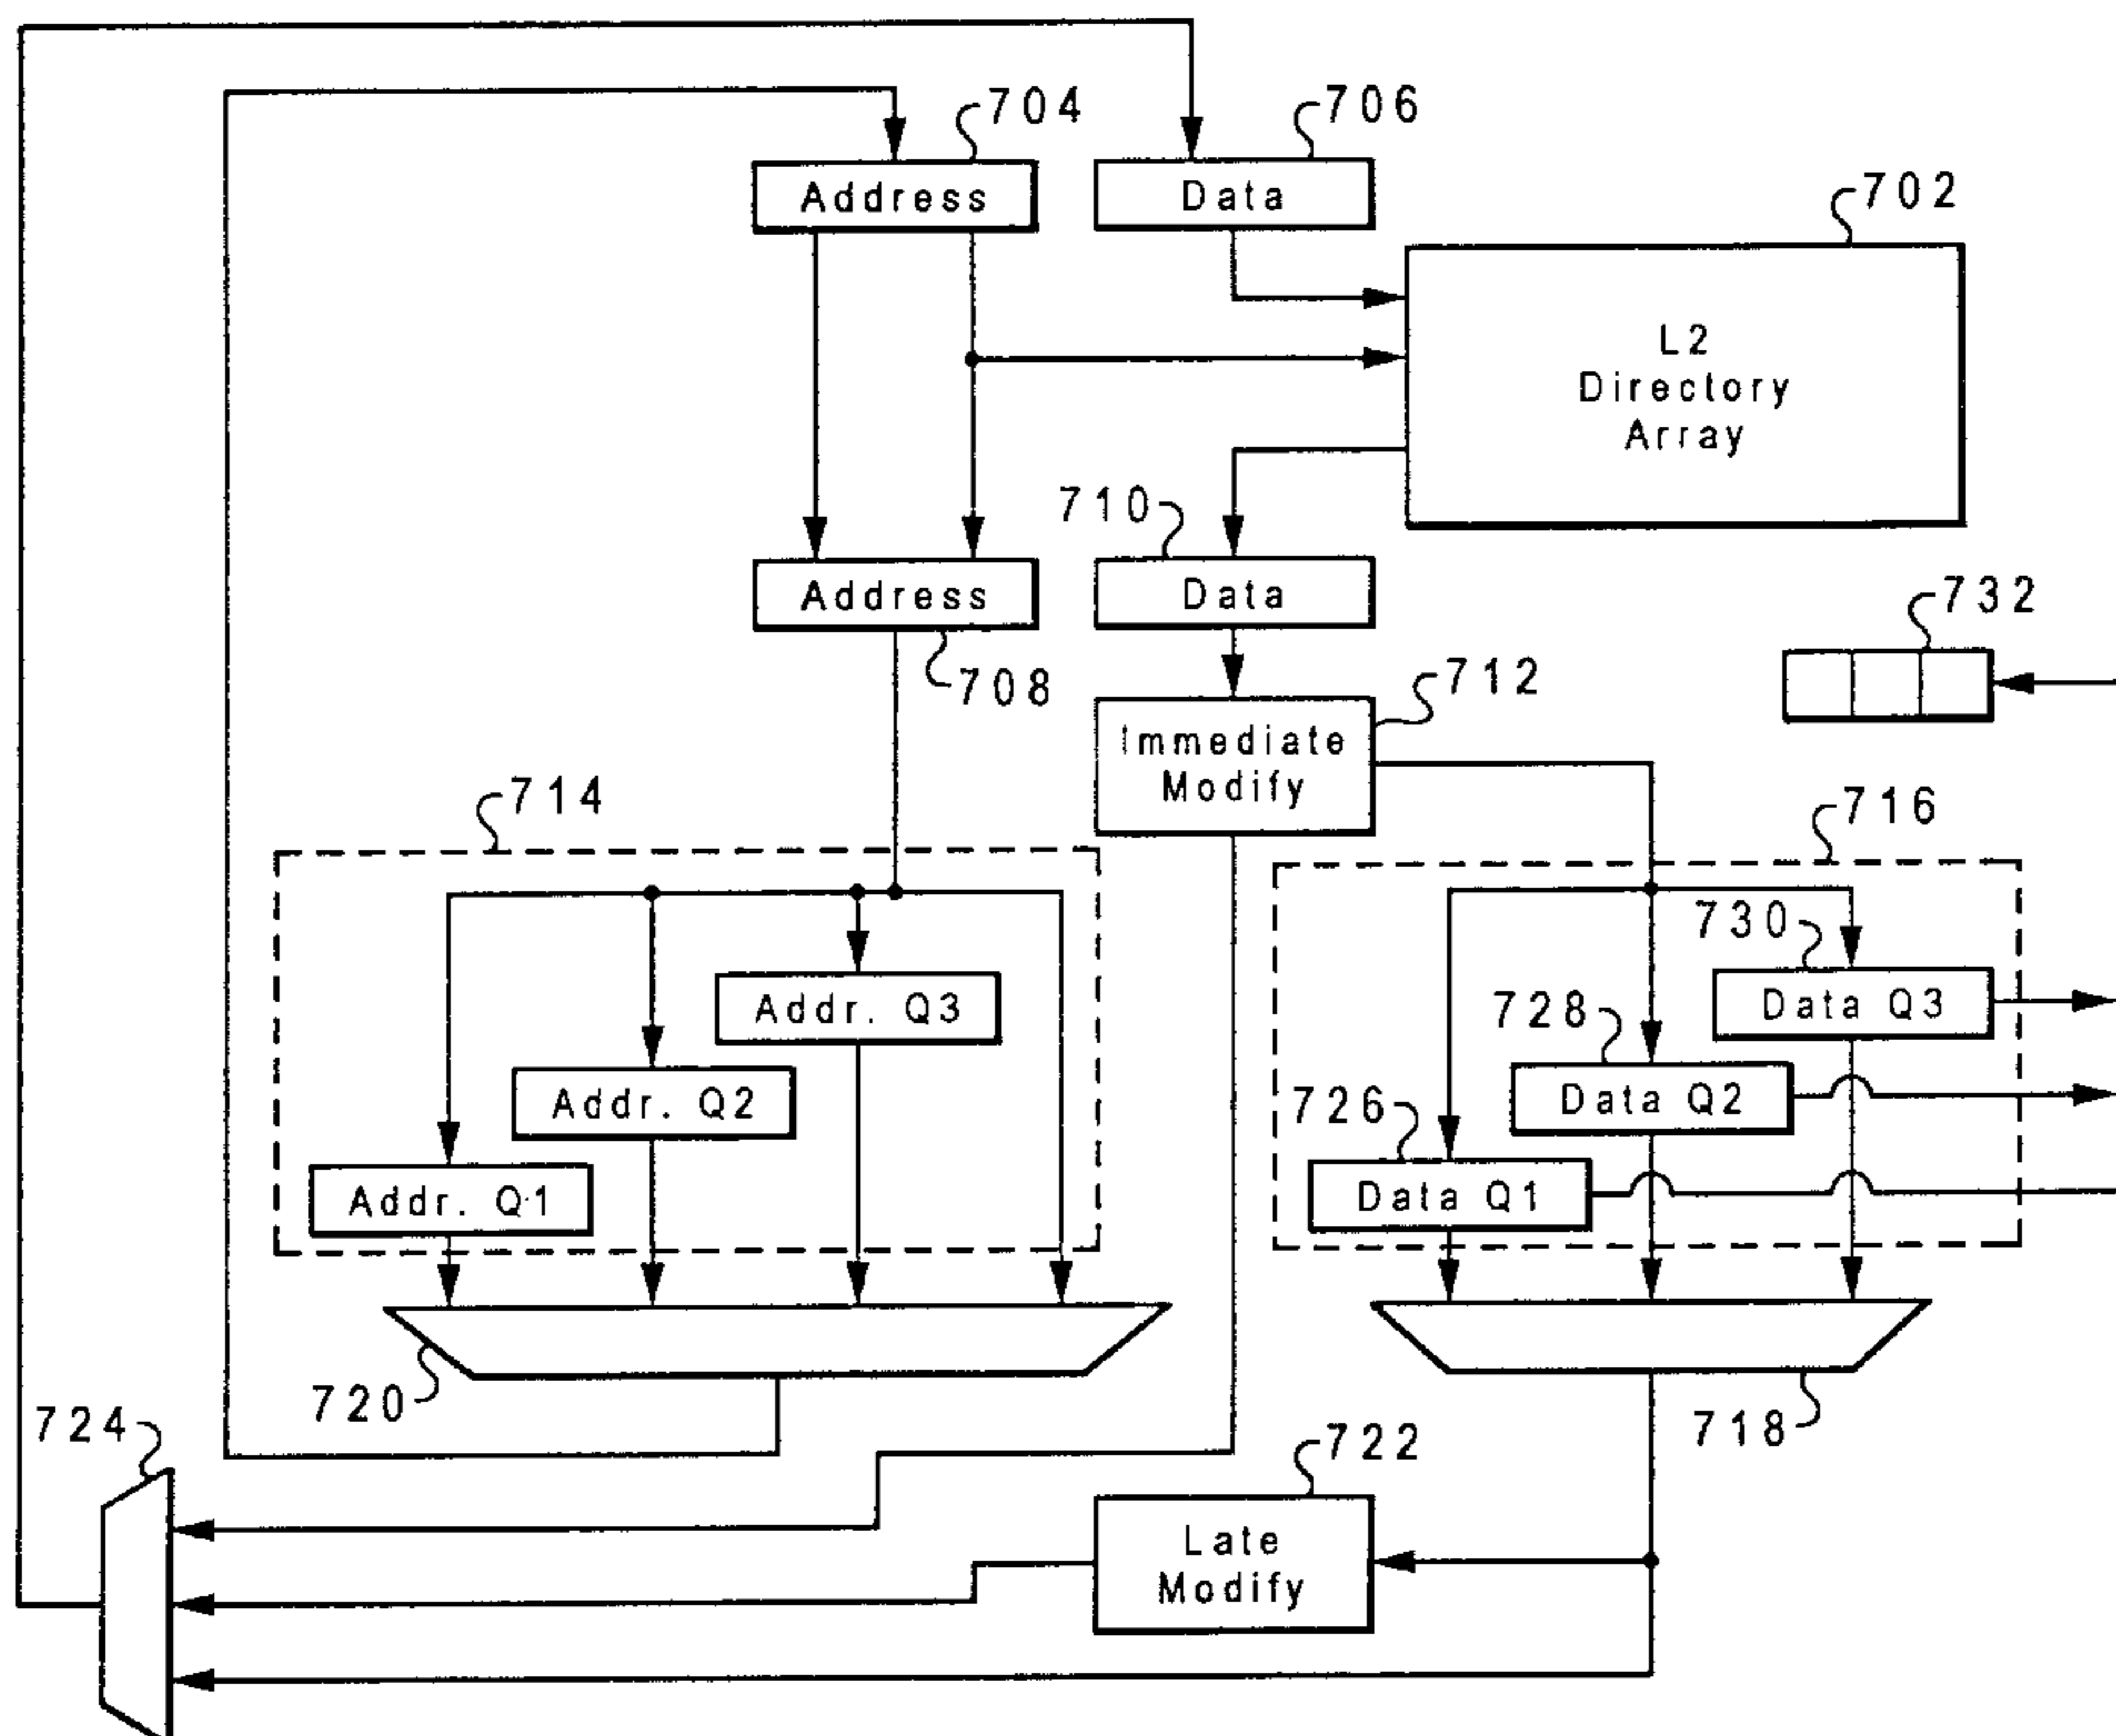 704
706
702
Address
Data
L2
Directory
Array
710
Address
Data
732
708
712
Immediate
Modify
714
716
730
Addr. Q3
Data Q3
728
Addr. Q2
Data Q2
726
Addr. Q1
Data Q1
720
718
724
722
Late
Modify